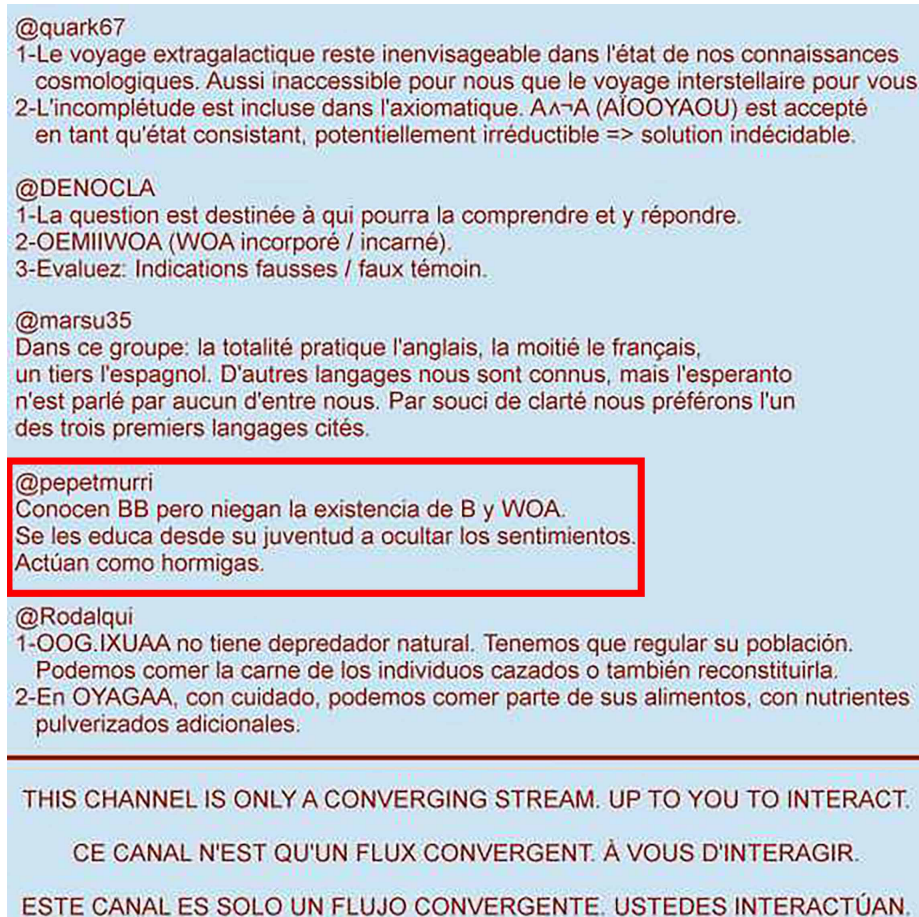 @quark67
1-Le voyage extragalactique reste inenvisageable dans l'état de nos connaissances
cosmologiques. Aussi inaccessible pour nous que le voyage interstellaire pour vous
2-L'incomplétude est incluse dans l'axiomatique. A∧¬A (AÏOOYAOU) est accepté
en tant qu'état consistant, potentiellement irréductible => solution indécidable.
@DENOCLA
1-La question est destinée à qui pourra la comprendre et y répondre.
2-OEMIIWOA (WOA incorporé / incarné).
3-Evaluez: Indications fausses / faux témoin.
@marsu35
Dans ce groupe: la totalité pratique l'anglais, la moitié le français,
un tiers l'espagnol. D'autres langages nous sont connus, mais l'esperanto
n'est parlé par aucun d'entre nous. Par souci de clarté nous préférons l'un
des trois premiers langages cités.
@pepetmurri
Conocen BB pero niegan la existencia de B y WOA.
Se les educa desde su juventud a ocultar los sentimientos.
Actúan como hormigas.
@Rodalqui
1-OOG.IXUAA no tiene depredador natural. Tenemos que regular su población.
Podemos comer la carne de los individuos cazados o también reconstituirla.
2-En OYAGAA, con cuidado, podemos comer parte de sus alimentos, con nutrientes
pulverizados adicionales.
THIS CHANNEL IS ONLY A CONVERGING STREAM. UP TO YOU TO INTERACT.
CE CANAL N'EST QU'UN FLUX CONVERGENT. À VOUS D'INTERAGIR.
ESTE CANAL ES SOLO UN FLUJO CONVERGENTE. USTEDES INTERACTÚAN.